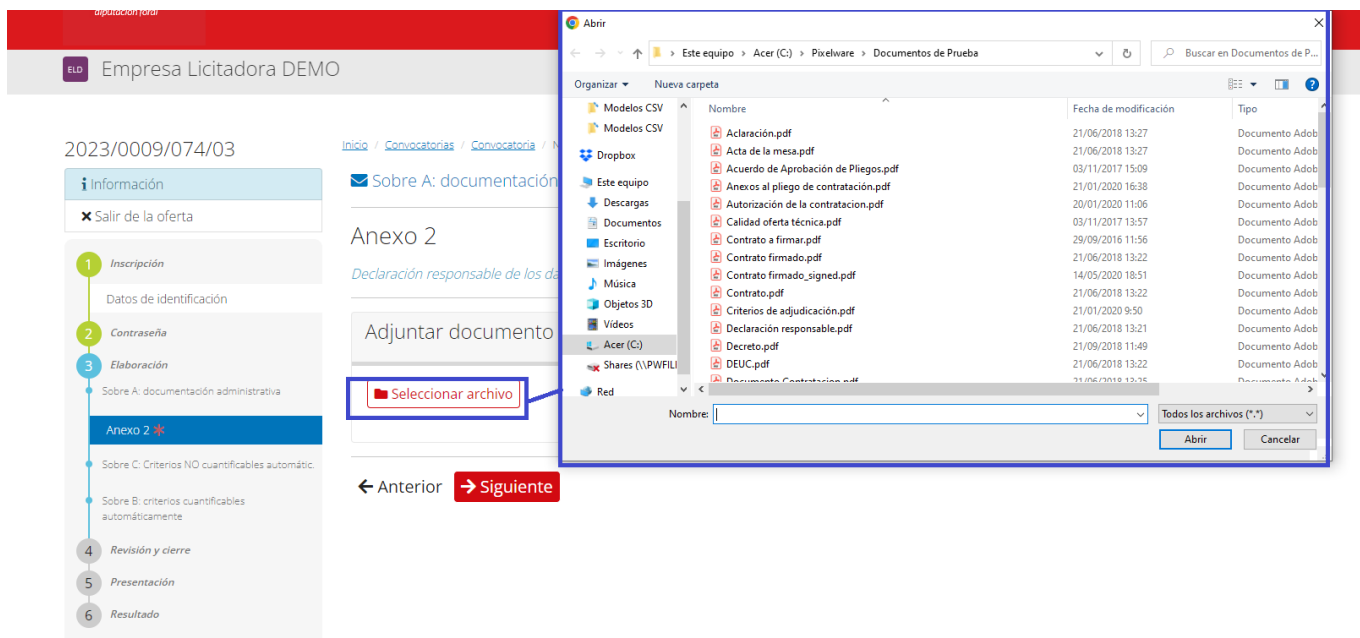 diputación foral
ELD Empresa Licitadora DEMO
2023/0009/074/03
Información
Salir de la oferta
1 Inscripción
Datos de identificación
2 Contraseña
3 Elaboración
Sobre A: documentación administrativa
Anexo 2
Sobre C: Criterios NO cuantificables automátic.
Sobre B: criterios cuantificables
automáticamente
4 Revisión y cierre
5 Presentación
6 Resultado
Inicio / Convocatorias / Convocatoria / N
Sobre A: documentación
Anexo 2
Declaración responsable de los da
Adjuntar documento
Seleccionar archivo
Anterior
Siguiente
Abrir
Este equipo > Acer (C:) > Pixelware > Documentos de Prueba
Buscar en Documentos de P...
Organizar
Nueva carpeta
Modelos CSV
Modelos CSV
Dropbox
Este equipo
Descargas
Documentos
Escritorio
Imágenes
Música
Objetos 3D
Vídeos
Acer (C:)
Shares (\\PWFILI
Red
Nombre Fecha de modificación Tipo
Aclaración.pdf 21/06/2018 13:27 Documento Adob
Acta de la mesa.pdf 21/06/2018 13:27 Documento Adob
Acuerdo de Aprobación de Pliegos.pdf 03/11/2017 15:09 Documento Adob
Anexos al pliego de contratación.pdf 21/01/2020 16:38 Documento Adob
Autorización de la contratacion.pdf 20/01/2020 11:06 Documento Adob
Calidad oferta técnica.pdf 03/11/2017 13:57 Documento Adob
Contrato a firmar.pdf 29/09/2016 11:56 Documento Adob
Contrato firmado.pdf 21/06/2018 13:22 Documento Adob
Contrato firmado_signed.pdf 14/05/2020 18:51 Documento Adob
Contrato.pdf 21/06/2018 13:22 Documento Adob
Criterios de adjudicación.pdf 21/01/2020 9:50 Documento Adob
Declaración responsable.pdf 21/06/2018 13:21 Documento Adob
Decreto.pdf 21/09/2018 11:49 Documento Adob
DEUC.pdf 21/06/2018 13:22 Documento Adob
Documento Contratacion.pdf 21/06/2018 12:25 Documento Adob
Nombre:
Todos los archivos (*.*)
Abrir
Cancelar